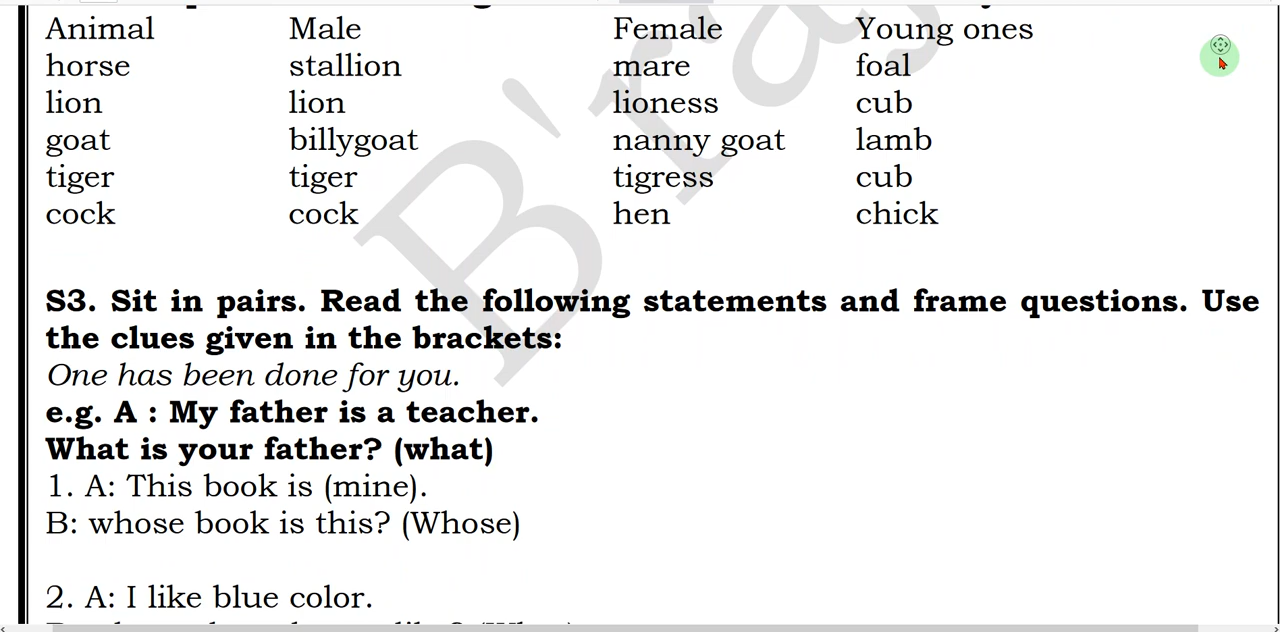 Animal Male Female Young ones
horse stallion mare foal
lion lion lioness cub
goat billygoat nanny goat lamb
tiger tiger tigress cub
cock cock hen chick
S3. Sit in pairs. Read the following statements and frame questions. Use
the clues given in the brackets:
One has been done for you.
e.g. A : My father is a teacher.
What is your father? (what)
1. A: This book is (mine).
B: whose book is this? (Whose)
2. A: I like blue color.